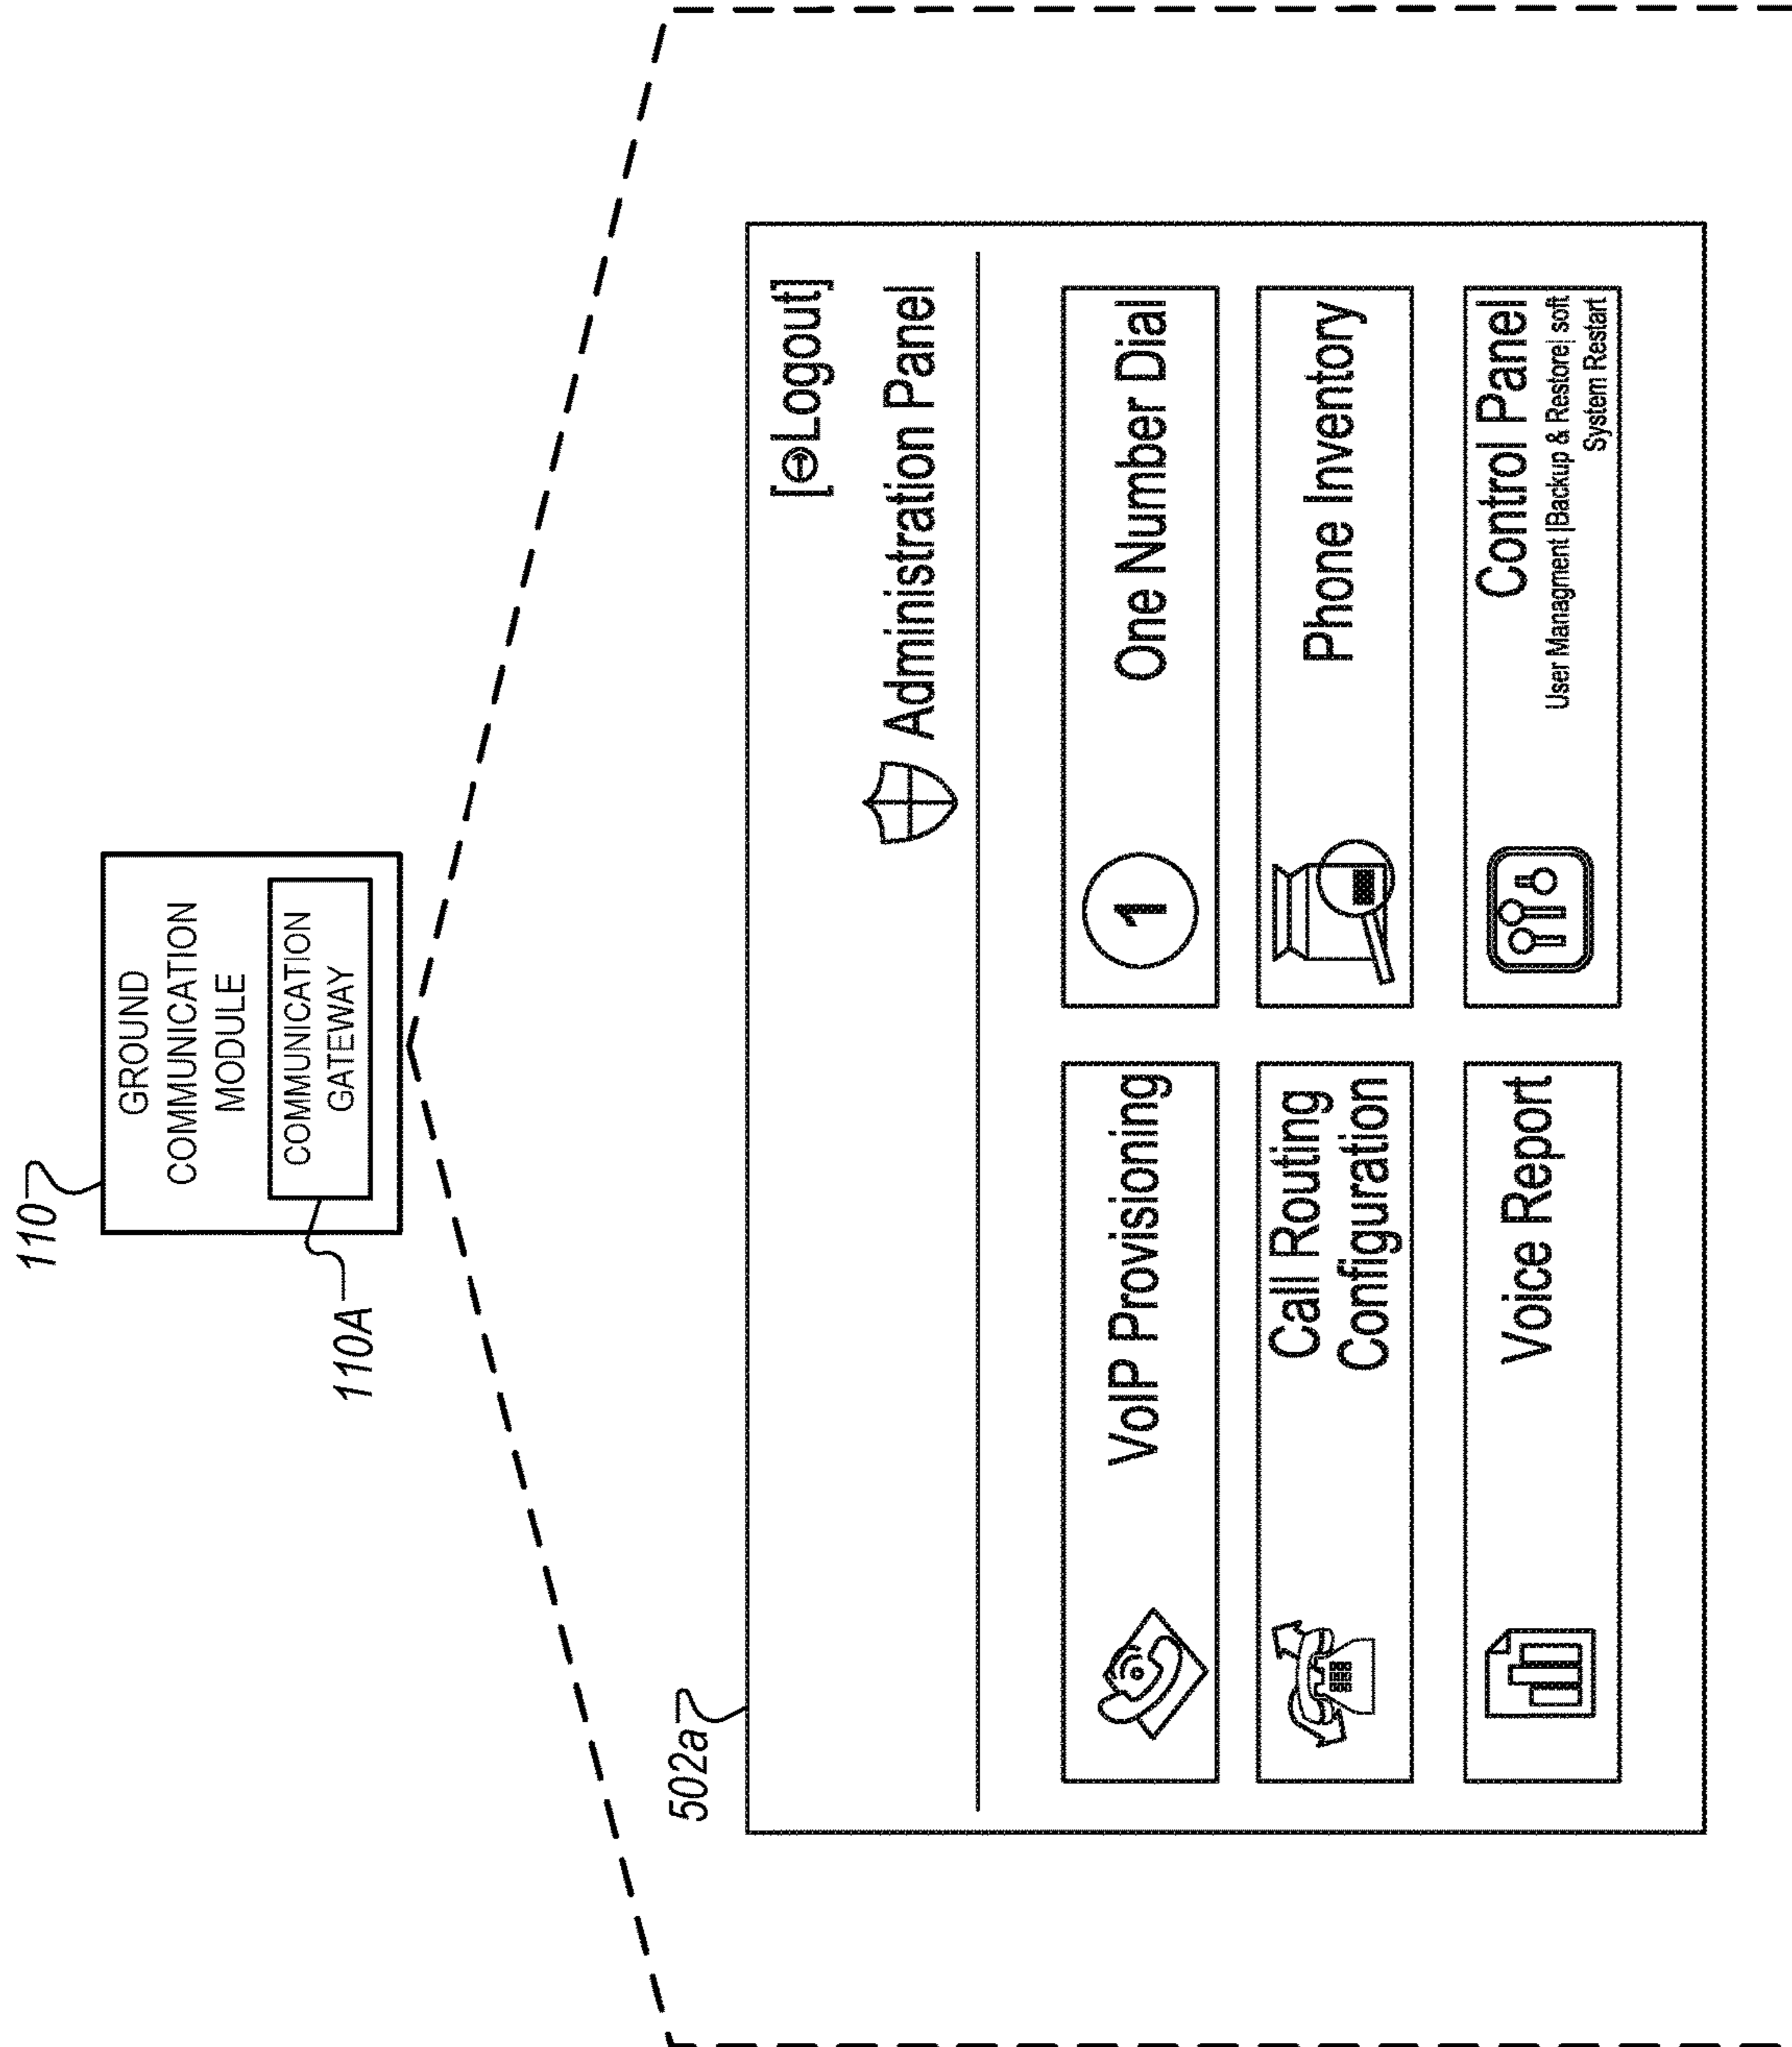 110
GROUND
COMMUNICATION
MODULE
COMMUNICATION
GATEWAY
110A
502a
[Logout]
Administration Panel
VoIP Provisioning
1
One Number Dial
Call Routing
Configuration
Phone Inventory
Voice Report
Control Panel
User Managment |Backup & Restore| soft
System Restart